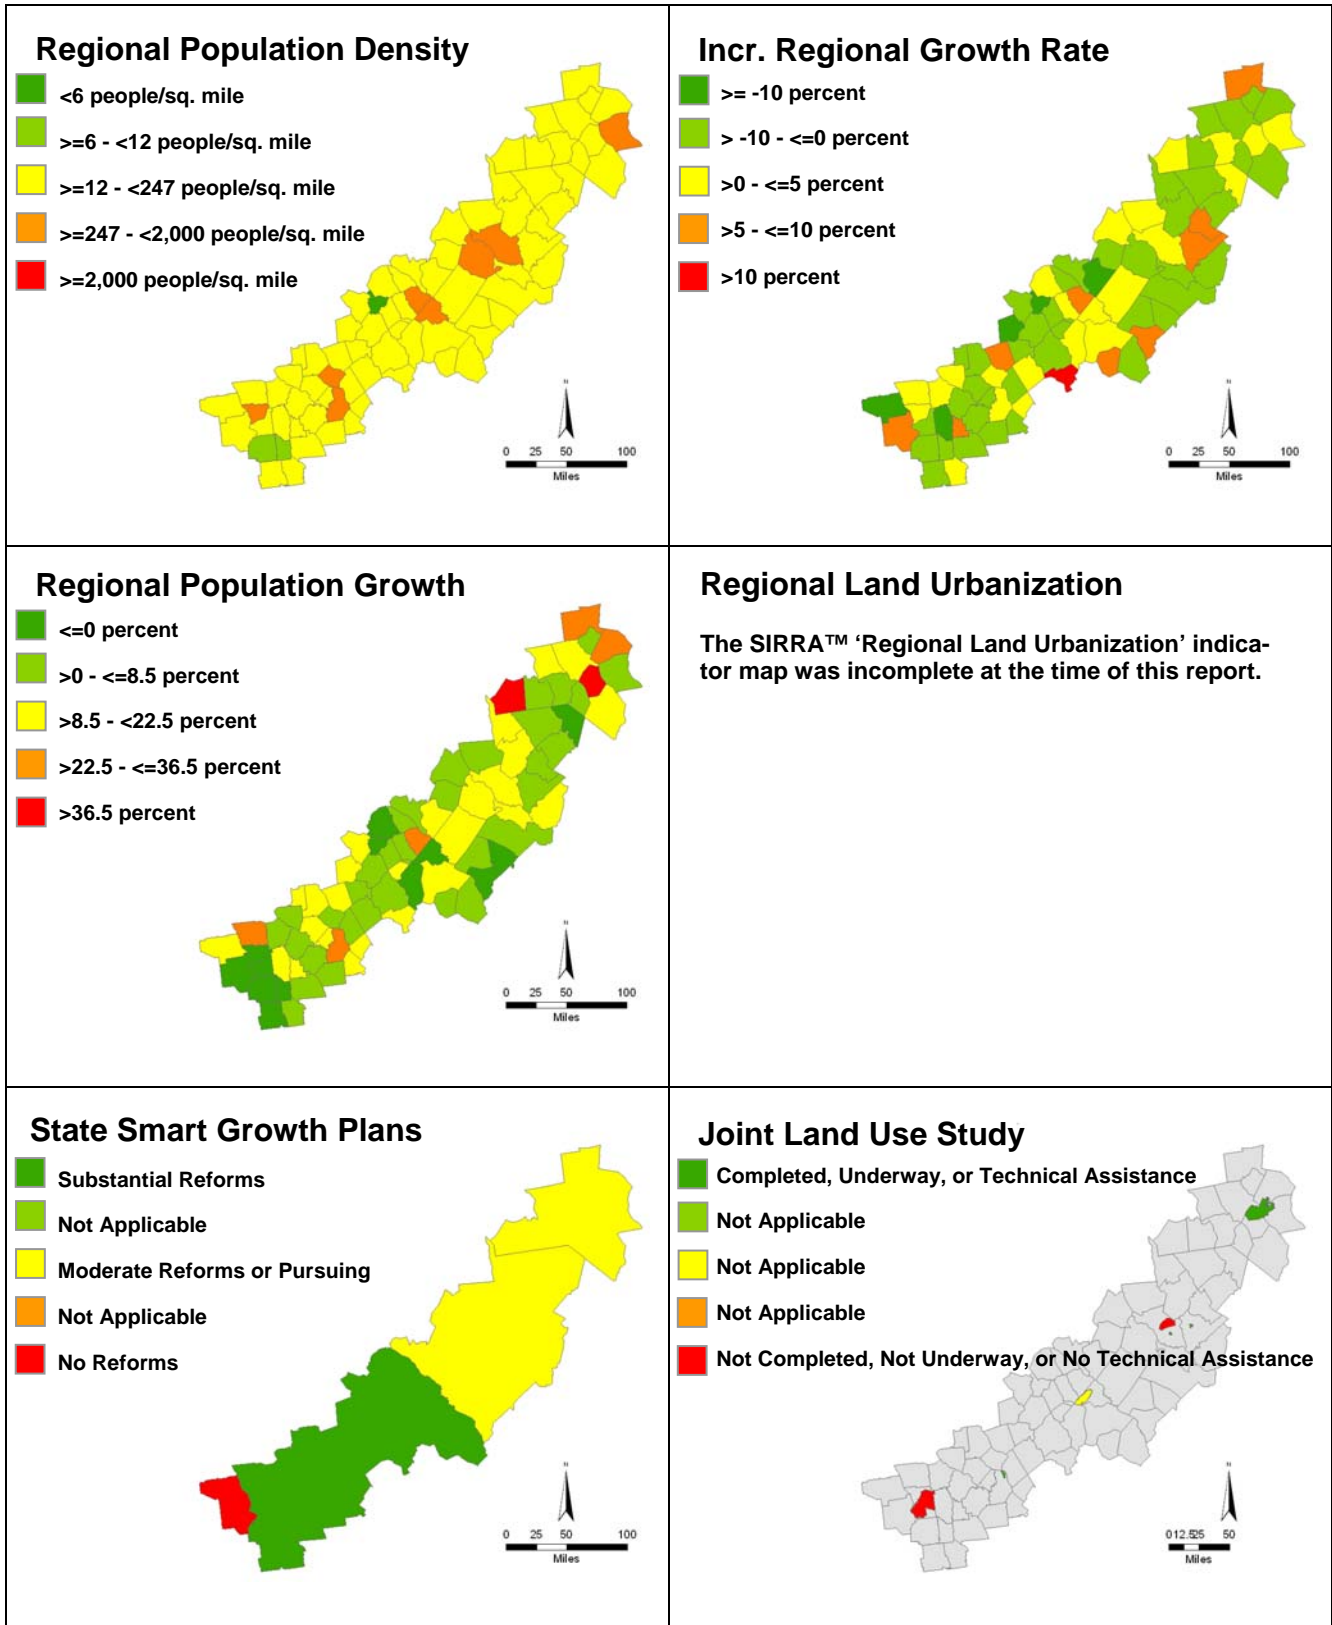 Regional Population Density
<6 people/sq. mile
>=6 - <12 people/sq. mile
>=12 - <247 people/sq. mile
>=247 - <2,000 people/sq. mile
>=2,000 people/sq. mile
N
0 25 50 100
Miles
Incr. Regional Growth Rate
>= -10 percent
> -10 - <=0 percent
>0 - <=5 percent
>5 - <=10 percent
>10 percent
N
0 25 50 100
Miles
Regional Population Growth
<=0 percent
>0 - <=8.5 percent
>8.5 - <22.5 percent
>22.5 - <=36.5 percent
>36.5 percent
N
0 25 50 100
Miles
Regional Land Urbanization
The SIRRA™ ‘Regional Land Urbanization’ indica-
tor map was incomplete at the time of this report.
State Smart Growth Plans
Substantial Reforms
Not Applicable
Moderate Reforms or Pursuing
Not Applicable
No Reforms
N
0 25 50 100
Miles
Joint Land Use Study
Completed, Underway, or Technical Assistance
Not Applicable
Not Applicable
Not Applicable
Not Completed, Not Underway, or No Technical Assistance
N
0 12.5 25 50
Miles